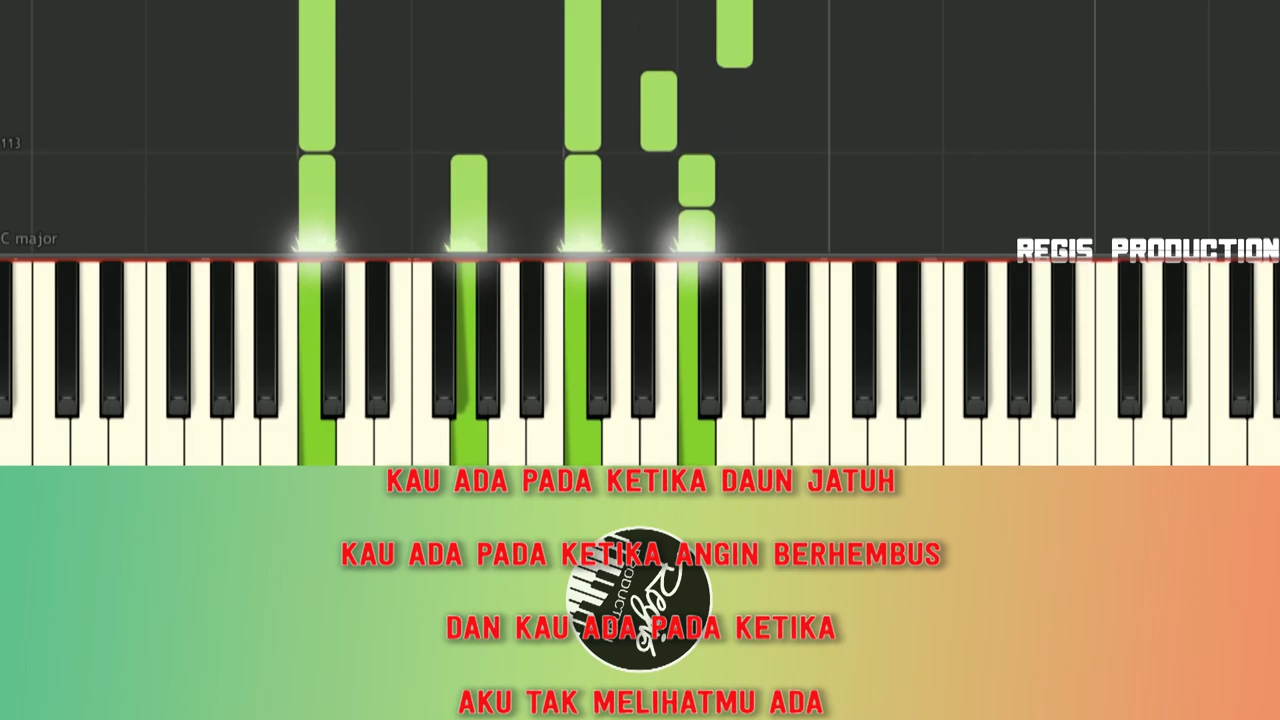 113
C major
REGIS PRODUCTION
KAU ADA PADA KETIKA DAUN JATUH
KAU ADA PADA KETIKA ANGIN BERHEMBUS
DAN KAU ADA PADA KETIKA
AKU TAK MELIHATMU ADA
Regis